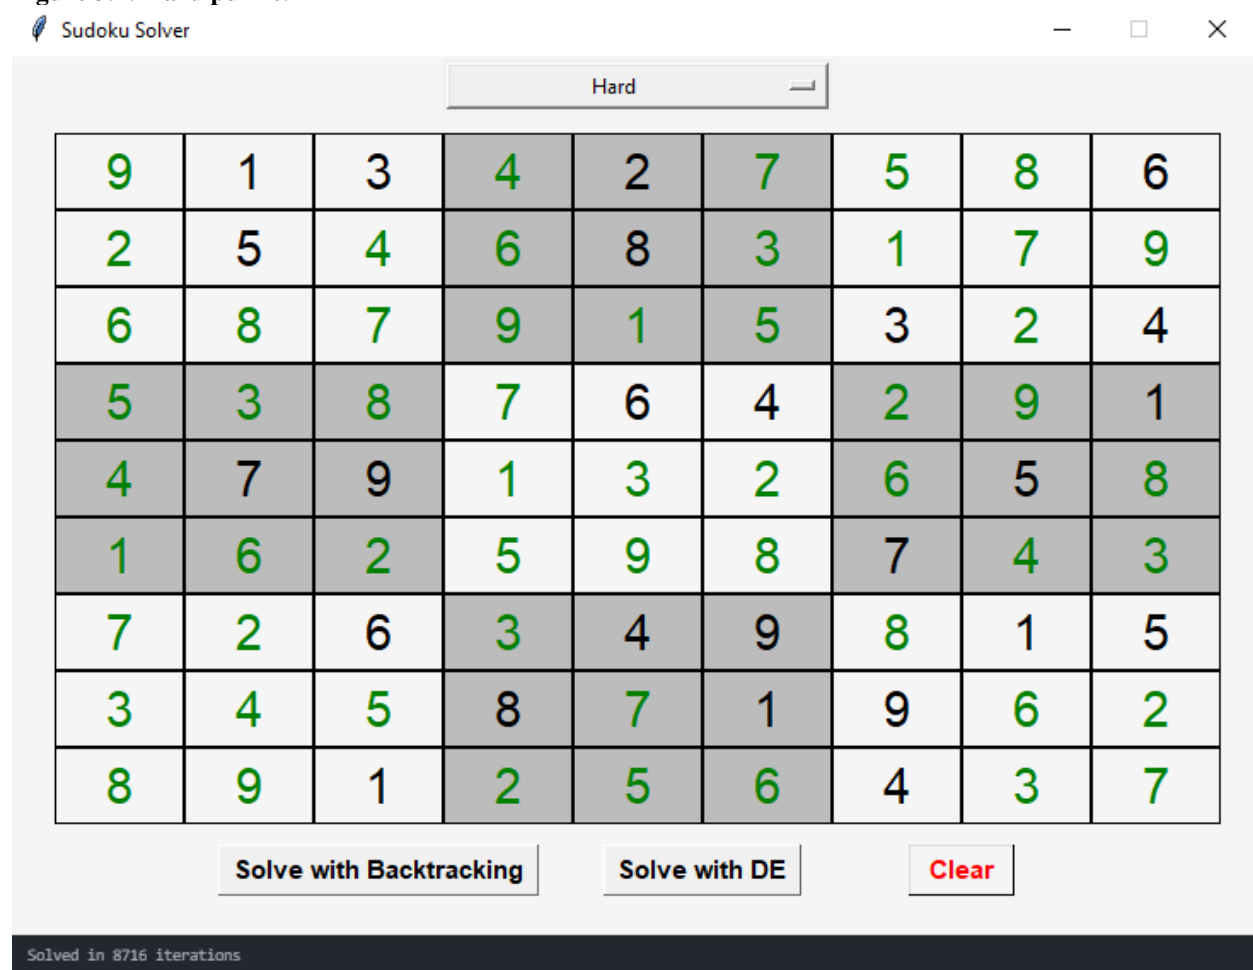 Sudoku Solver
Hard
9 1 3 4 2 7 5 8 6
2 5 4 6 8 3 1 7 9
6 8 7 9 1 5 3 2 4
5 3 8 7 6 4 2 9 1
4 7 9 1 3 2 6 5 8
1 6 2 5 9 8 7 4 3
7 2 6 3 4 9 8 1 5
3 4 5 8 7 1 9 6 2
8 9 1 2 5 6 4 3 7
Solve with Backtracking Solve with DE Clear
Solved in 8716 iterations